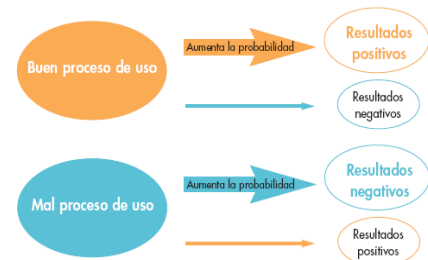 Buen proceso de uso
Aumenta la probabilidad
Resultados
positivos
Resultados
negativos
Mal proceso de uso
Aumenta la probabilidad
Resultados
negativos
Resultados
positivos